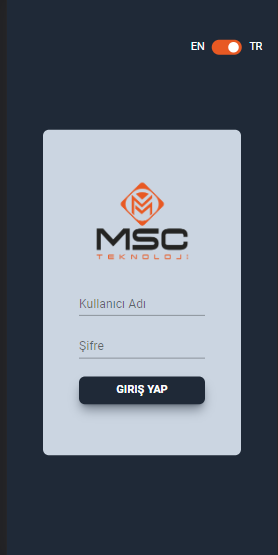 EN TR
MSC
TEKNOLOJI
Kullanıcı Adı
Şifre
GIRIŞ YAP